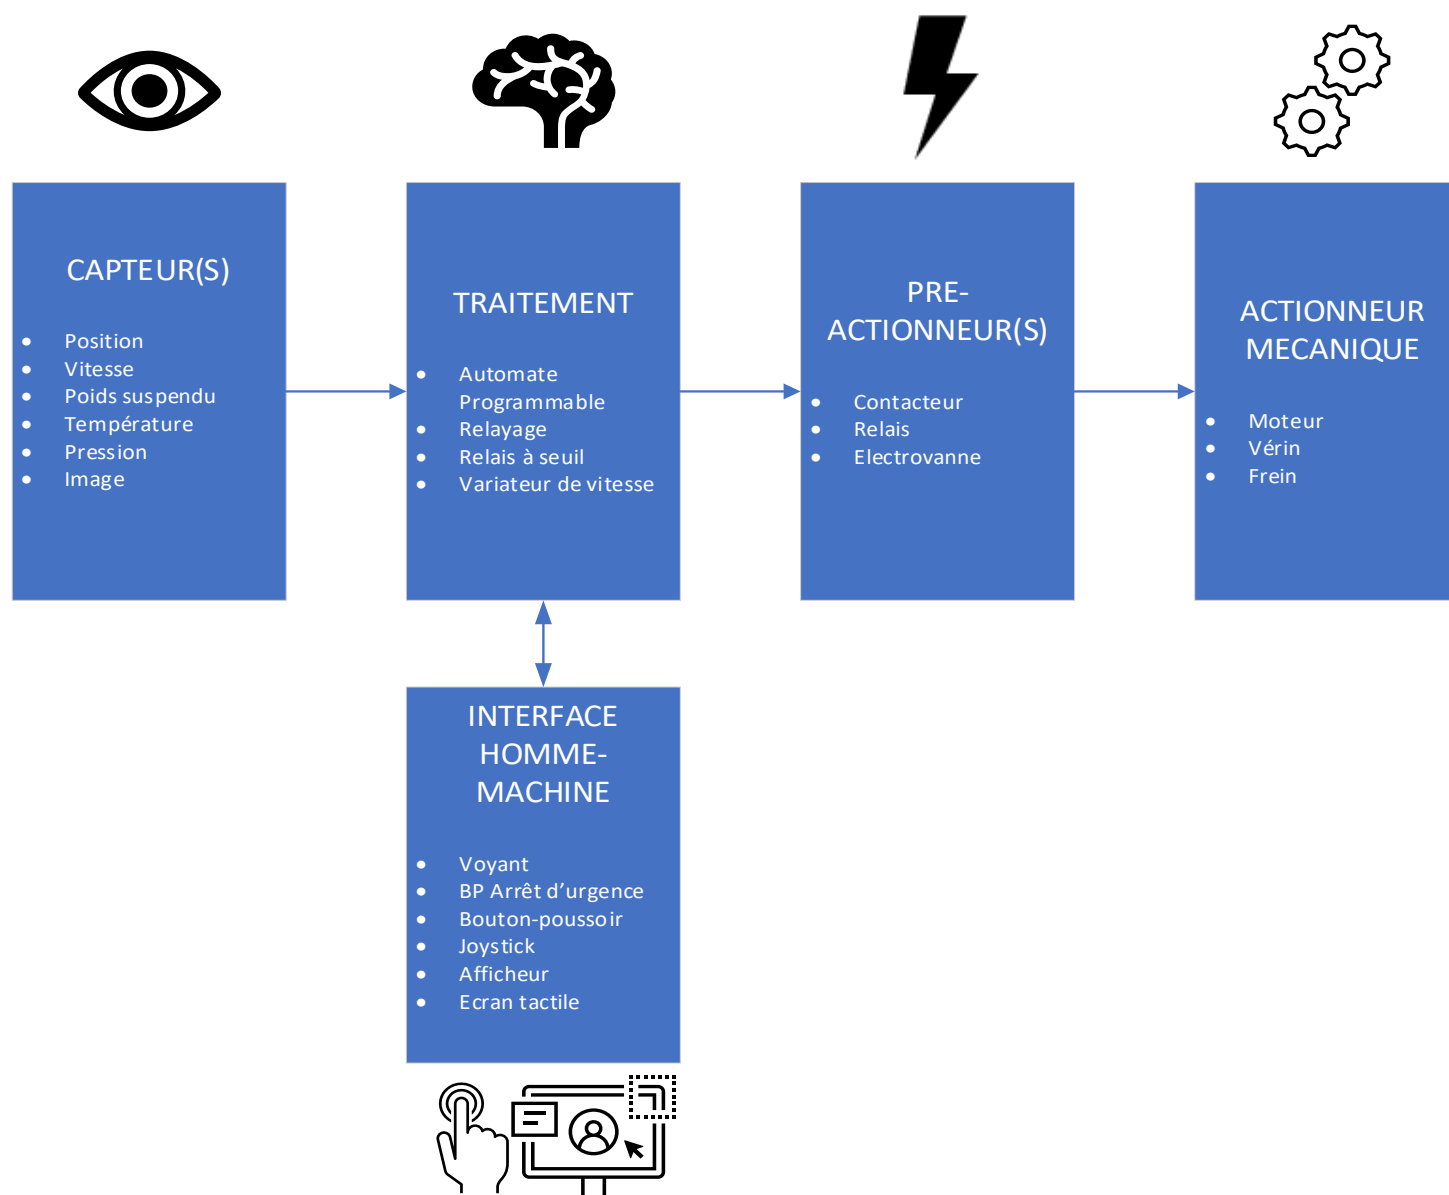 CAPTEUR(S)
Position
Vitesse
Poids suspendu
Température
Pression
Image
TRAITEMENT
Automate
Programmable
Relayage
Relais à seuil
Variateur de vitesse
PRE-
ACTIONNEUR(S)
Contacteur
Relais
Electrovanne
ACTIONNEUR
MECANIQUE
Moteur
Vérin
Frein
INTERFACE
HOMME-
MACHINE
Voyant
BP Arrêt d’urgence
Bouton-poussoir
Joystick
Afficheur
Ecran tactile